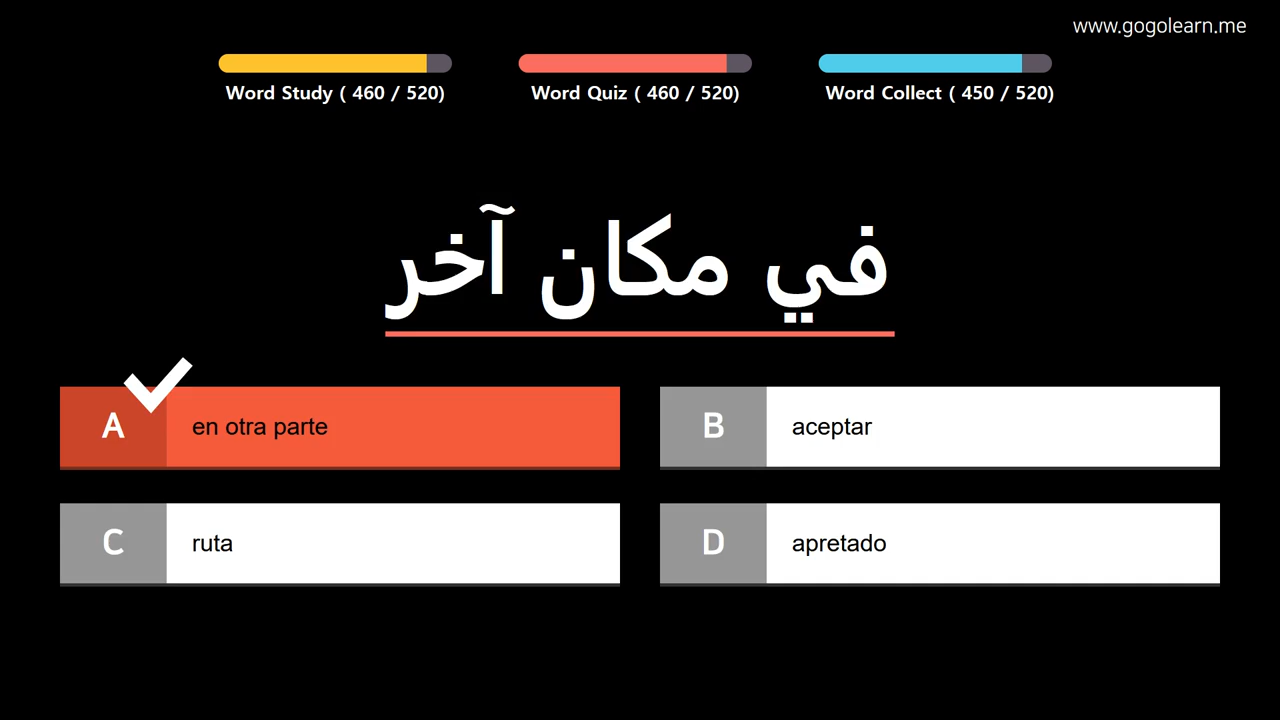 www.gogolearn.me
Word Study ( 460 / 520)
Word Quiz ( 460 / 520)
Word Collect ( 450 / 520)
في مكان آخر
A en otra parte
B aceptar
C ruta
D apretado